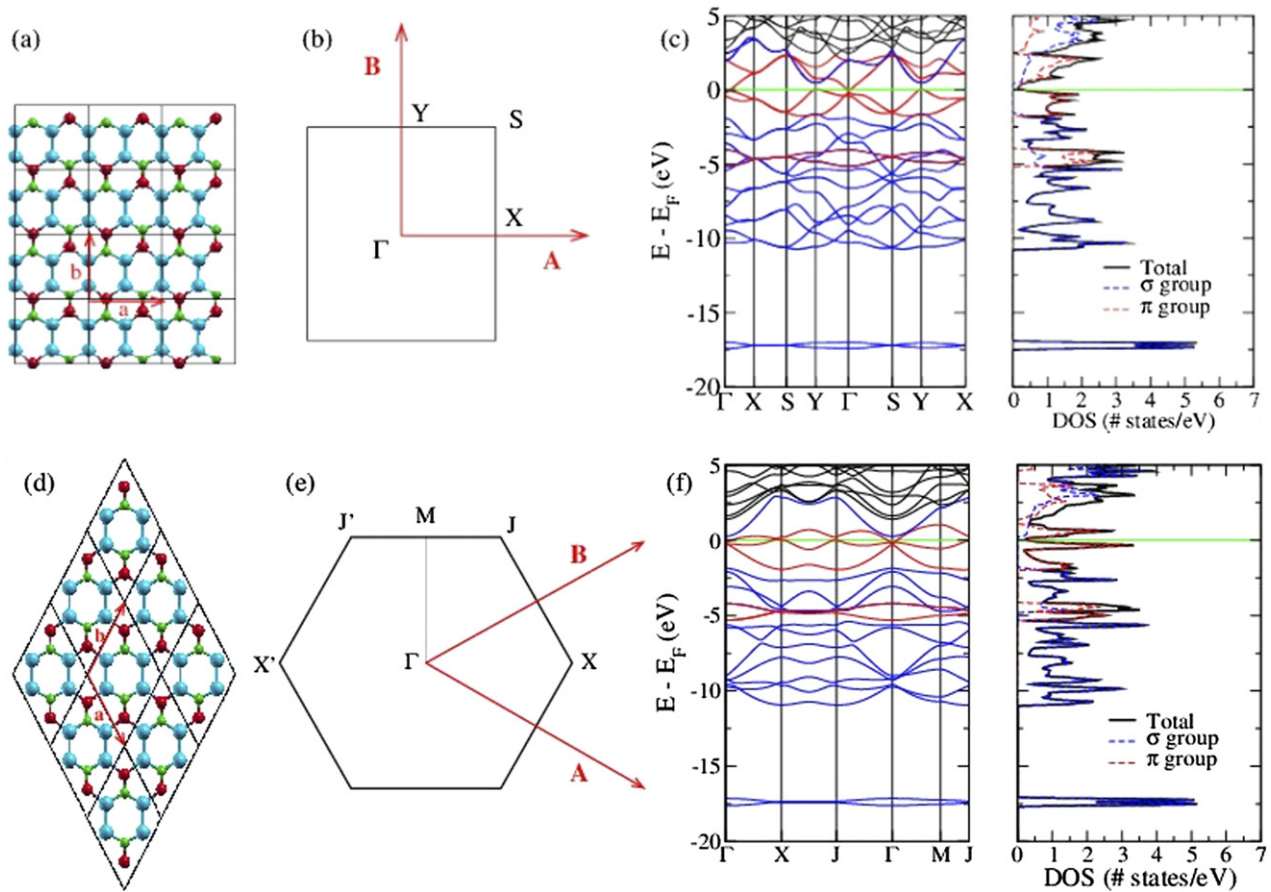 (a)
b
a
(b)
B
Y
S
X
Γ
A
(c)
E - E_F (eV)
5
0
-5
-10
-15
-20
Γ X S Y Γ S Y X
Total
σ group
π group
0 1 2 3 4 5 6 7
DOS (# states/eV)
(d)
b
a
(e)
J' M J
B
X' Γ X
A
(f)
E - E_F (eV)
5
0
-5
-10
-15
-20
Γ X J Γ M J
Total
σ group
π group
0 1 2 3 4 5 6 7
DOS (# states/eV)